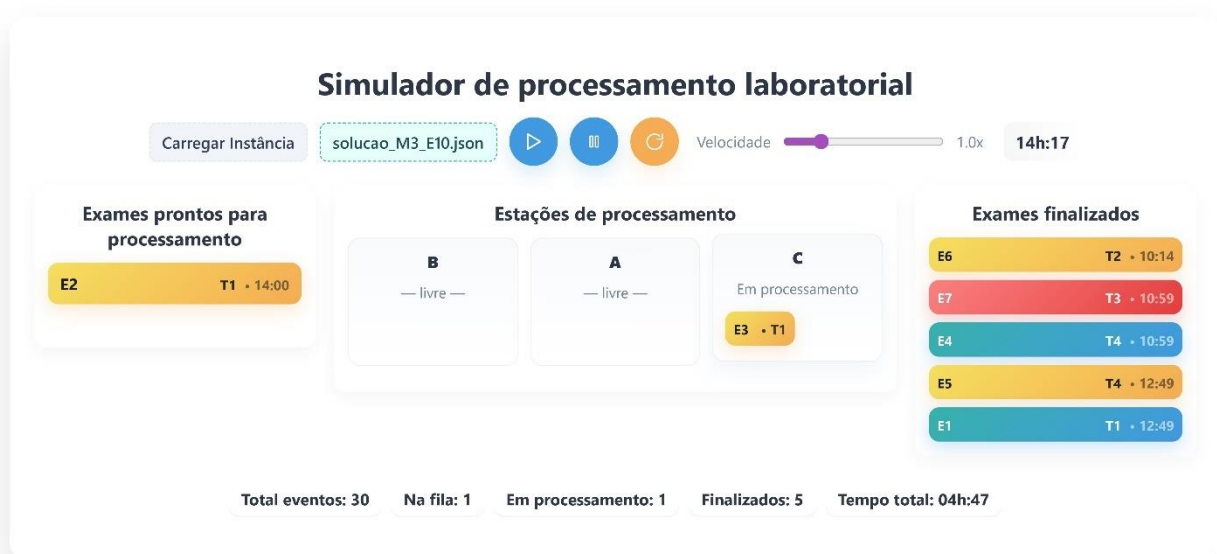 Simulador de processamento laboratorial
Carregar Instância solucao_M3_E10.json Velocidade 1.0x 14h:17
Exames prontos para
processamento
E2 T1 • 14:00
Estações de processamento
B
— livre —
A
— livre —
C
Em processamento
E3 • T1
Exames finalizados
E6 T2 • 10:14
E7 T3 • 10:59
E4 T4 • 10:59
E5 T4 • 12:49
E1 T1 • 12:49
Total eventos: 30 Na fila: 1 Em processamento: 1 Finalizados: 5 Tempo total: 04h:47